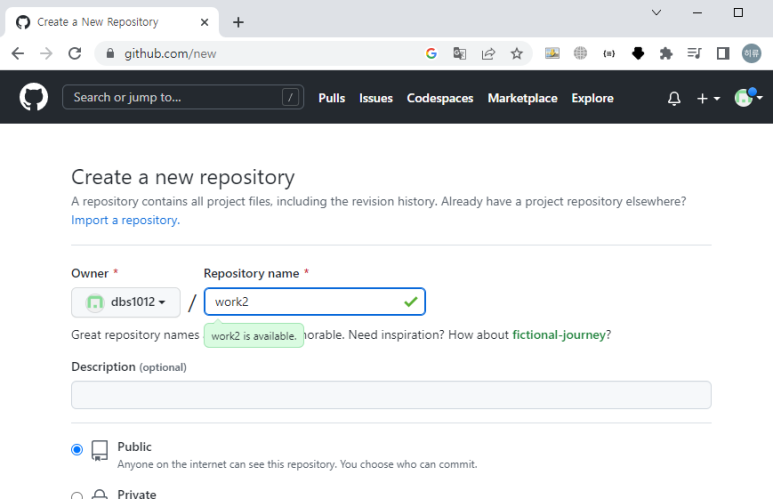 Create a New Repository
github.com/new
이류
Search or jump to... /
Pulls Issues Codespaces Marketplace Explore
Create a new repository
A repository contains all project files, including the revision history. Already have a project repository elsewhere?
Import a repository.
Owner * Repository name *
dbs1012 / work2
work2 is available.
Great repository names morable. Need inspiration? How about fictional-journey?
Description (optional)
Public
Anyone on the internet can see this repository. You choose who can commit.
Private